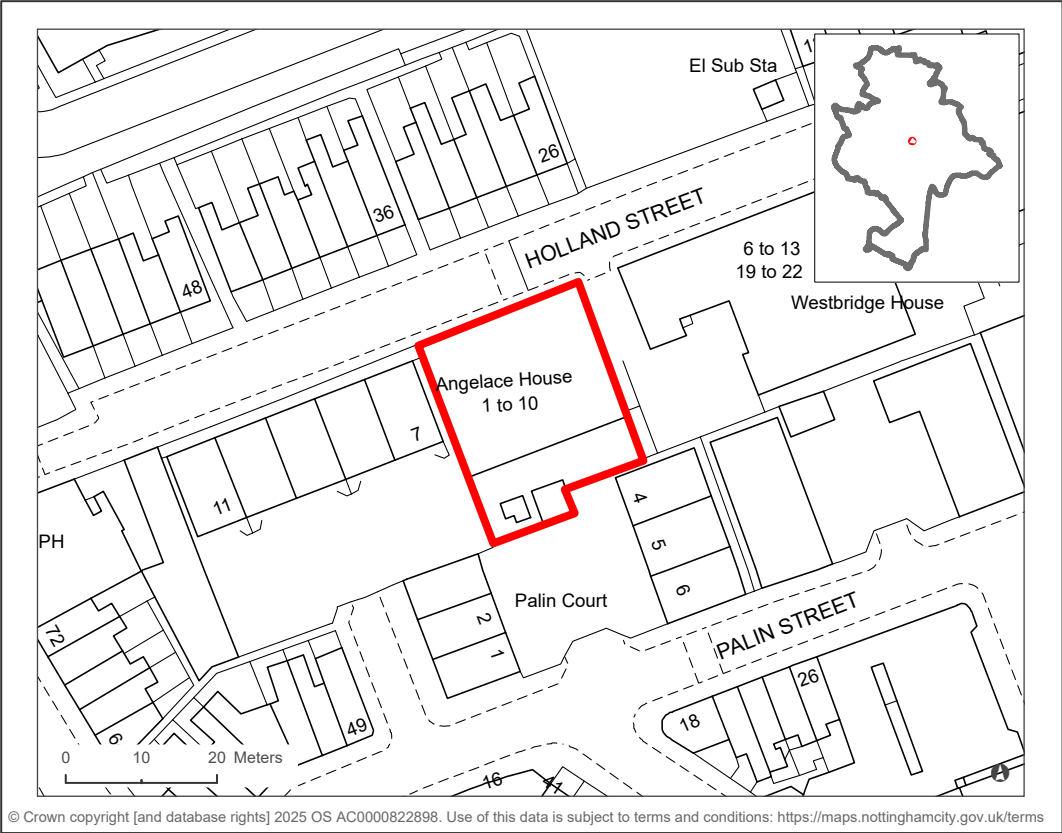 El Sub Sta
1
26
36
HOLLAND STREET
48
6 to 13
19 to 22
Westbridge House
Angelace House
1 to 10
7
11
4
PH
5
6
Palin Court
2
72
1
PALIN STREET
26
18
49
6
0 10 20 Meters
16
41
© Crown copyright [and database rights] 2025 OS AC0000822898. Use of this data is subject to terms and conditions: https://maps.nottinghamcity.gov.uk/terms